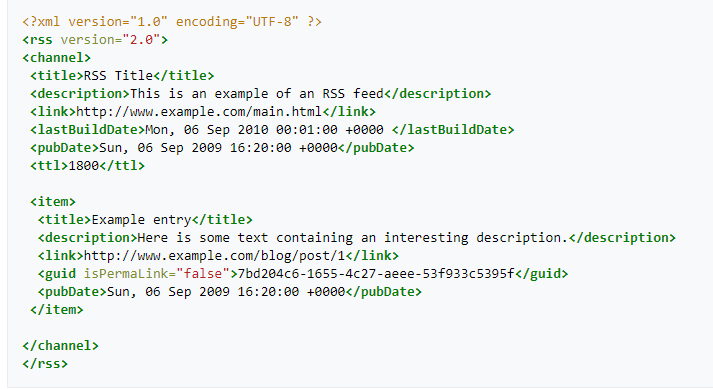 <?xml version="1.0" encoding="UTF-8" ?>
<rss version="2.0">
<channel>
 <title>RSS Title</title>
 <description>This is an example of an RSS feed</description>
 <link>http://www.example.com/main.html</link>
 <lastBuildDate>Mon, 06 Sep 2010 00:01:00 +0000 </lastBuildDate>
 <pubDate>Sun, 06 Sep 2009 16:20:00 +0000</pubDate>
 <ttl>1800</ttl>

 <item>
  <title>Example entry</title>
  <description>Here is some text containing an interesting description.</description>
  <link>http://www.example.com/blog/post/1</link>
  <guid isPermaLink="false">7bd204c6-1655-4c27-aeee-53f933c5395f</guid>
  <pubDate>Sun, 06 Sep 2009 16:20:00 +0000</pubDate>
 </item>

</channel>
</rss>